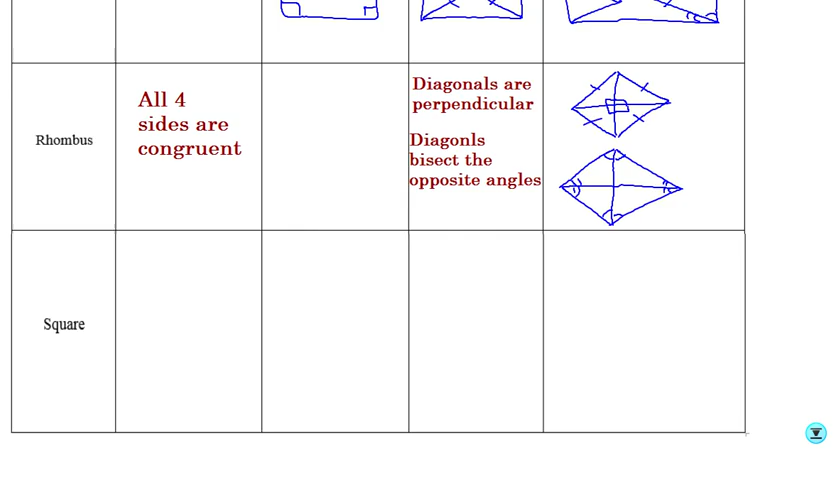 Rhombus
All 4
sides are
congruent
Diagonals are
perpendicular
Diagonls
bisect the
opposite angles
Square